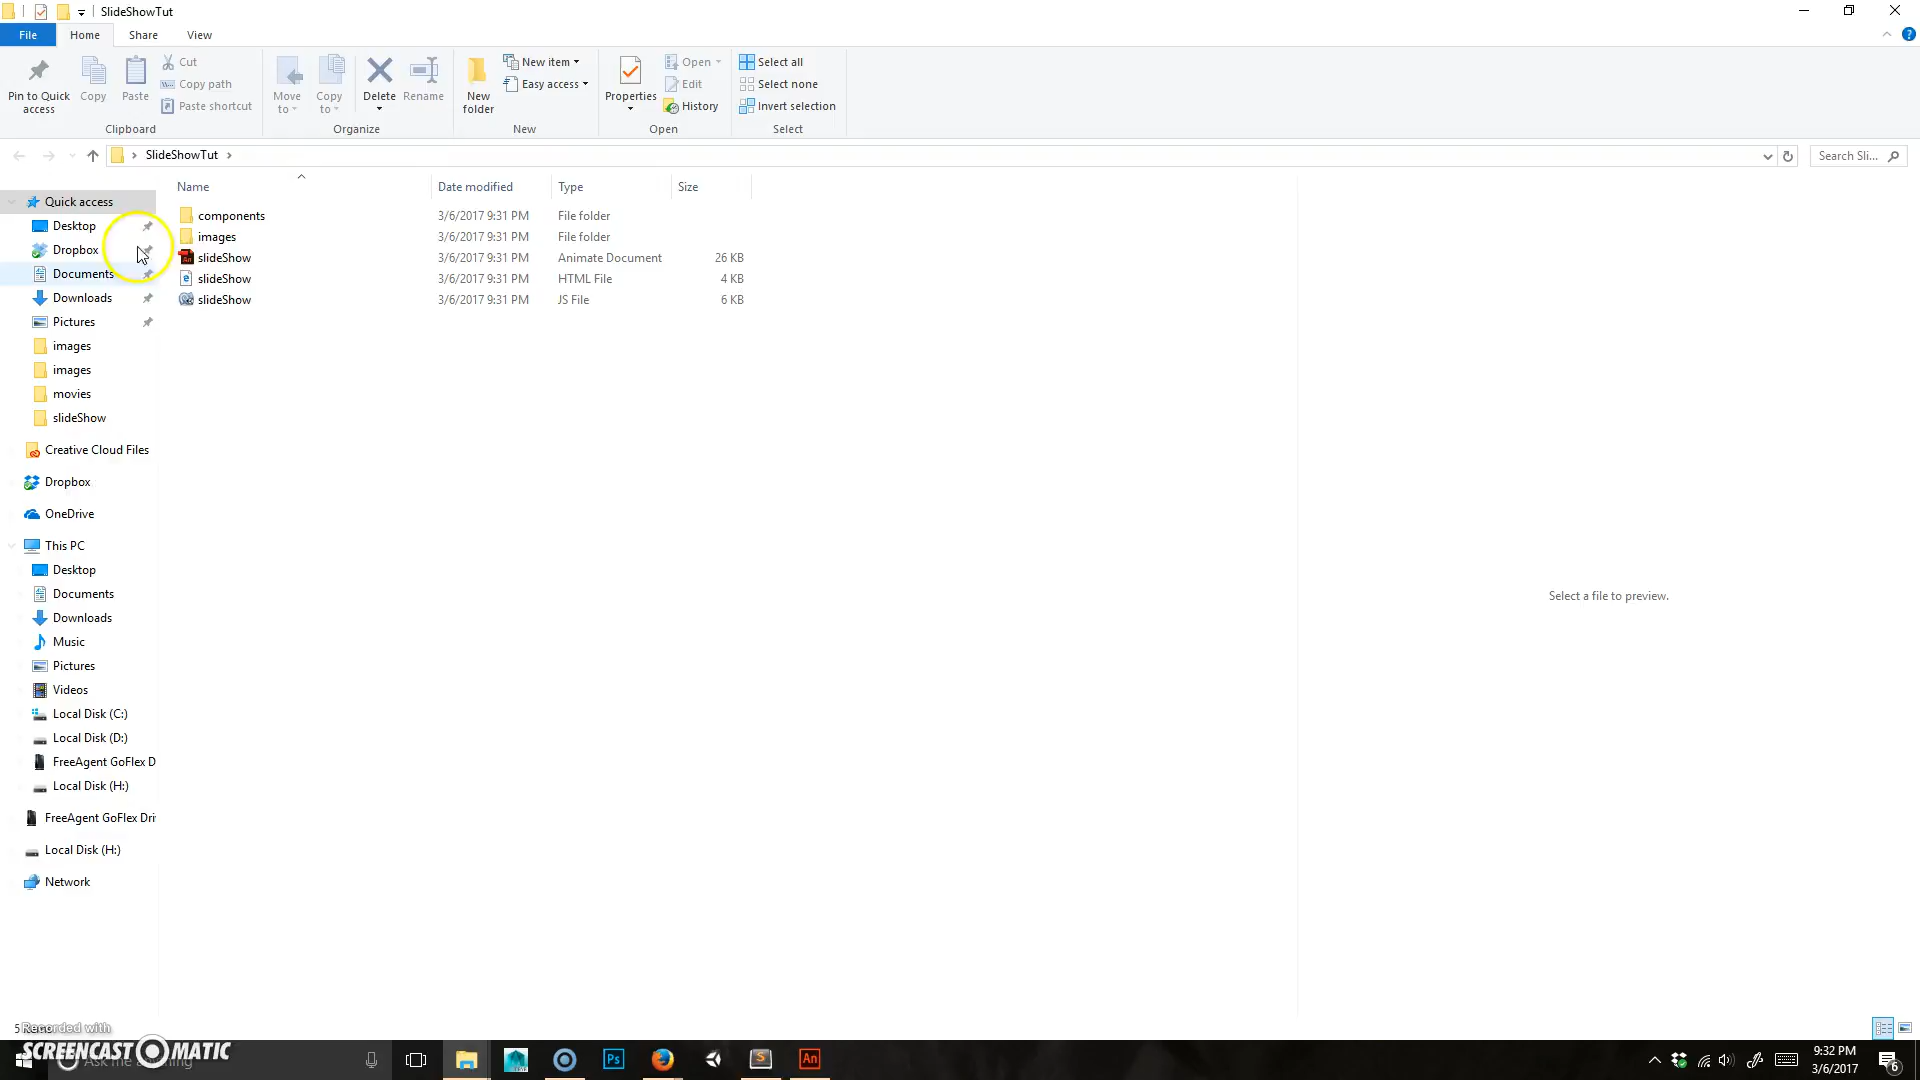 SlideShowTut
File Home Share View
Pin to Quick access
Copy
Paste
Cut
Copy path
Paste shortcut
Clipboard
Move to
Copy to
Delete
Rename
Organize
New folder
New item
Easy access
New
Properties
Open
Edit
History
Open
Select all
Select none
Invert selection
Select
SlideShowTut
Search Sli...
Name Date modified Type Size
components 3/6/2017 9:31 PM File folder
images 3/6/2017 9:31 PM File folder
slideShow 3/6/2017 9:31 PM Animate Document 26 KB
slideShow 3/6/2017 9:31 PM HTML File 4 KB
slideShow 3/6/2017 9:31 PM JS File 6 KB
Quick access
Desktop
Dropbox
Documents
Downloads
Pictures
images
images
movies
slideShow
Creative Cloud Files
Dropbox
OneDrive
This PC
Desktop
Documents
Downloads
Music
Pictures
Videos
Local Disk (C:)
Local Disk (D:)
FreeAgent GoFlex D
Local Disk (H:)
FreeAgent GoFlex Dri
Local Disk (H:)
Network
Select a file to preview.
5 items
Recorded with
SCREENCAST MATIC
Ask me anything
Ps
An
9:32 PM
3/6/2017
6